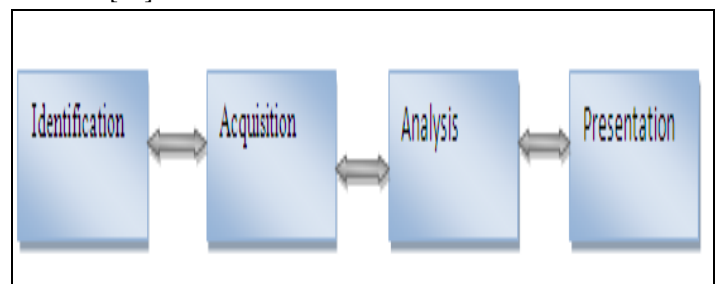 Identification
Acquisition
Analysis
Presentation